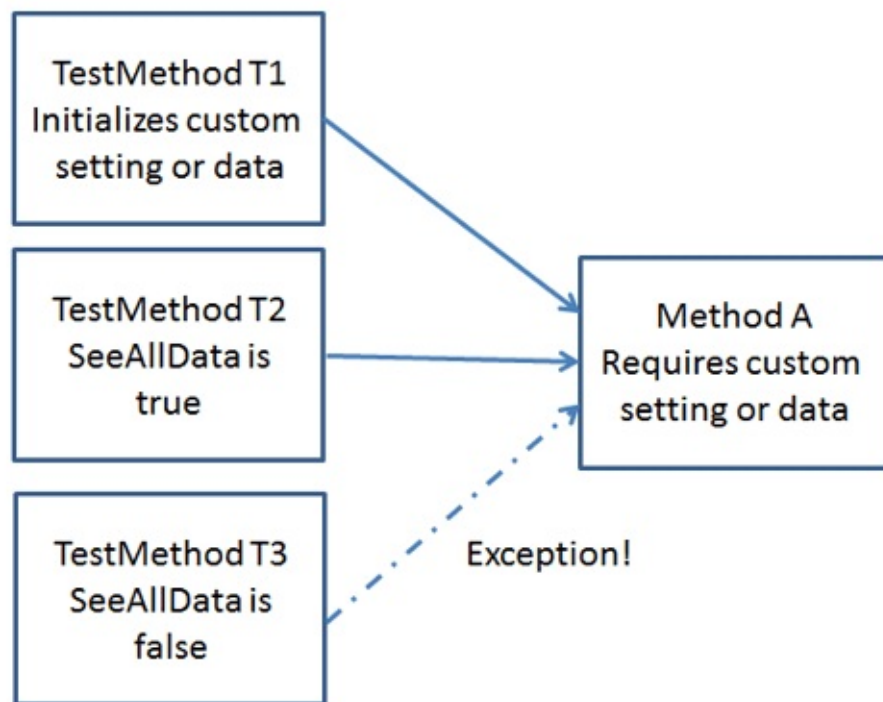 TestMethod T1
Initializes custom
setting or data
TestMethod T2
SeeAllData is
true
Method A
Requires custom
setting or data
TestMethod T3
SeeAllData is
false
Exception!